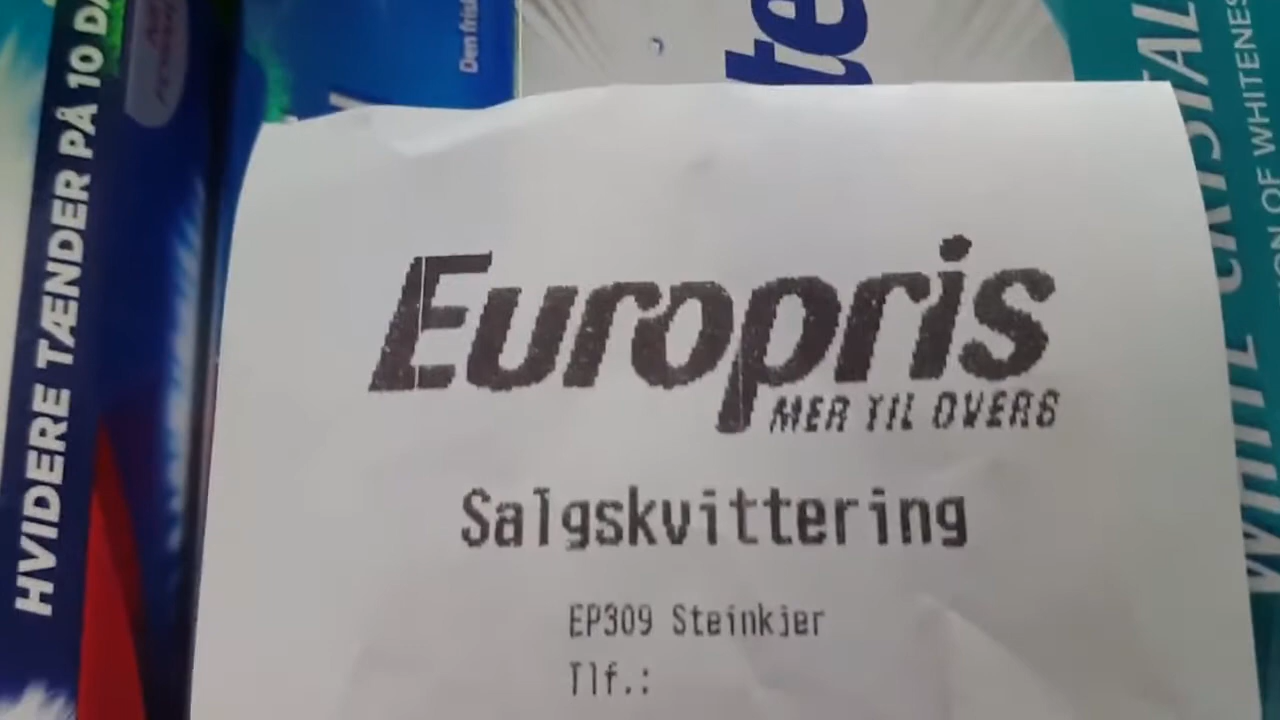 HVIDERE TÆNDER PÅ 10 DA
Den frisk
te
Europris
MER TIL OVERS
Salgskvittering
EP309 Steinkjer
Tlf.:
WHITE CRYSTAL
ON OF WHITENES